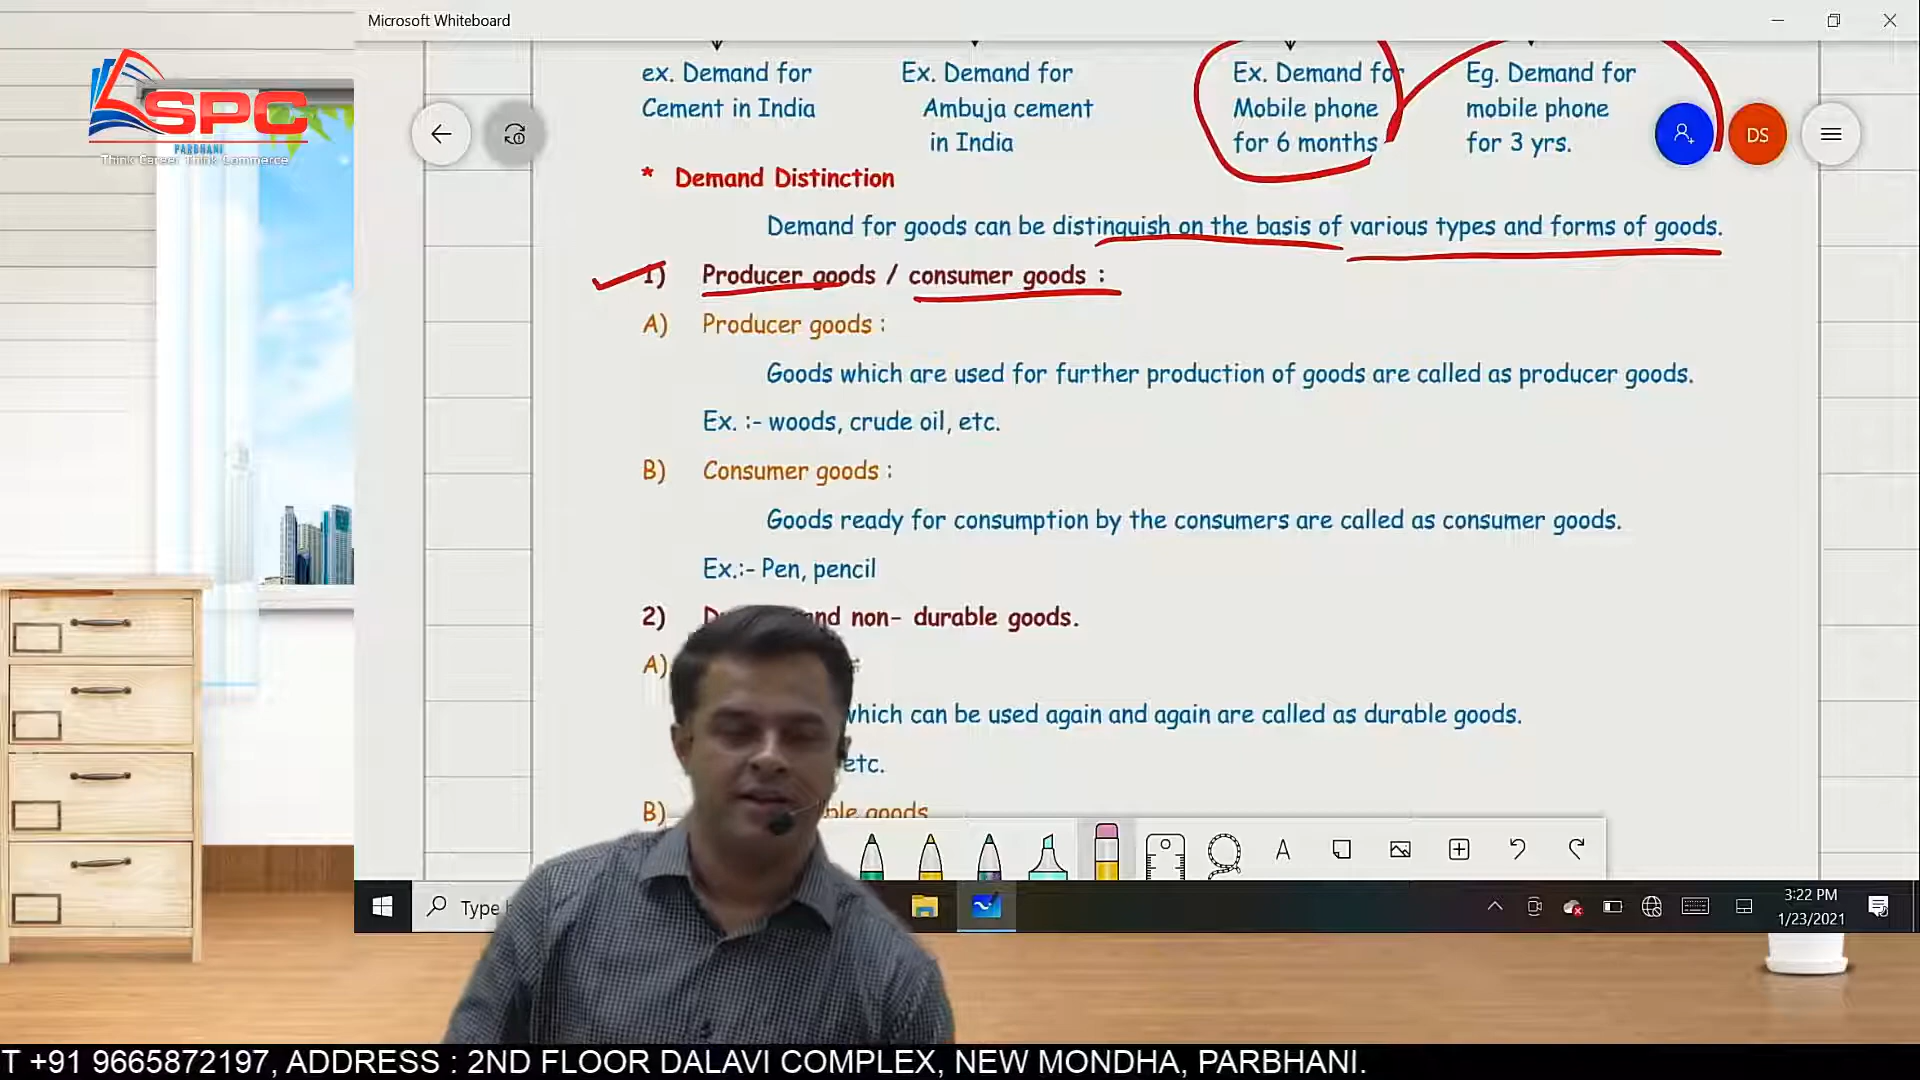 Microsoft Whiteboard
SPC
PARBHANI
Think Career Think Commerce
ex. Demand for
Cement in India
Ex. Demand for
Ambuja cement
in India
Ex. Demand for
Mobile phone
for 6 months
Eg. Demand for
mobile phone
for 3 yrs.
DS
* Demand Distinction
Demand for goods can be distinguish on the basis of various types and forms of goods.
1) Producer goods / consumer goods :
A) Producer goods :
Goods which are used for further production of goods are called as producer goods.
Ex. :- woods, crude oil, etc.
B) Consumer goods :
Goods ready for consumption by the consumers are called as consumer goods.
Ex.:- Pen, pencil
2) and non- durable goods.
A)
which can be used again and again are called as durable goods.
etc.
B) goods
Type
3:22 PM
1/23/2021
T +91 9665872197, ADDRESS : 2ND FLOOR DALAVI COMPLEX, NEW MONDHA, PARBHANI.